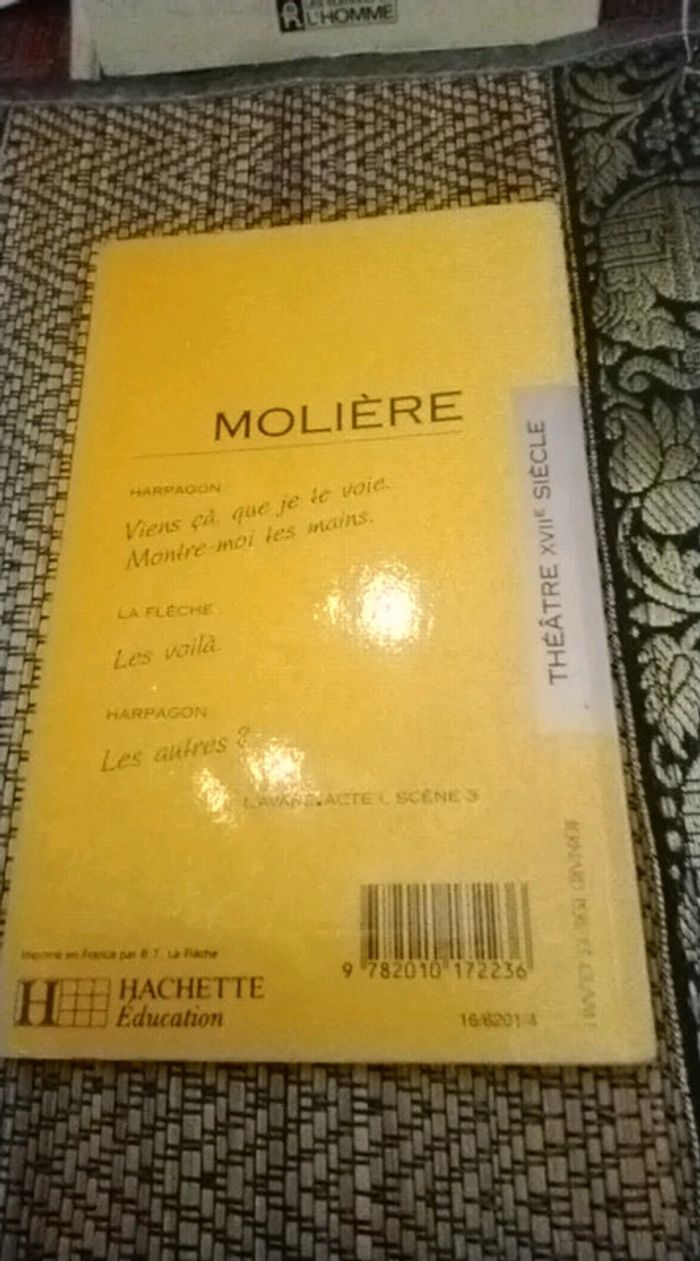 L'HOMME
MOLIÈRE
HARPAGON
Viens çà, que je te voie.
Montre-moi tes mains.
LA FLÈCHE :
Les voilà.
HARPAGON
Les autres ?
L'AVARE, ACTE I, SCÈNE 3
THÉÂTRE XVIIE SIÈCLE
9 782010 172236
Imprimé en France par B.T. La Flèche
HACHETTE
Éducation
16/6201/4